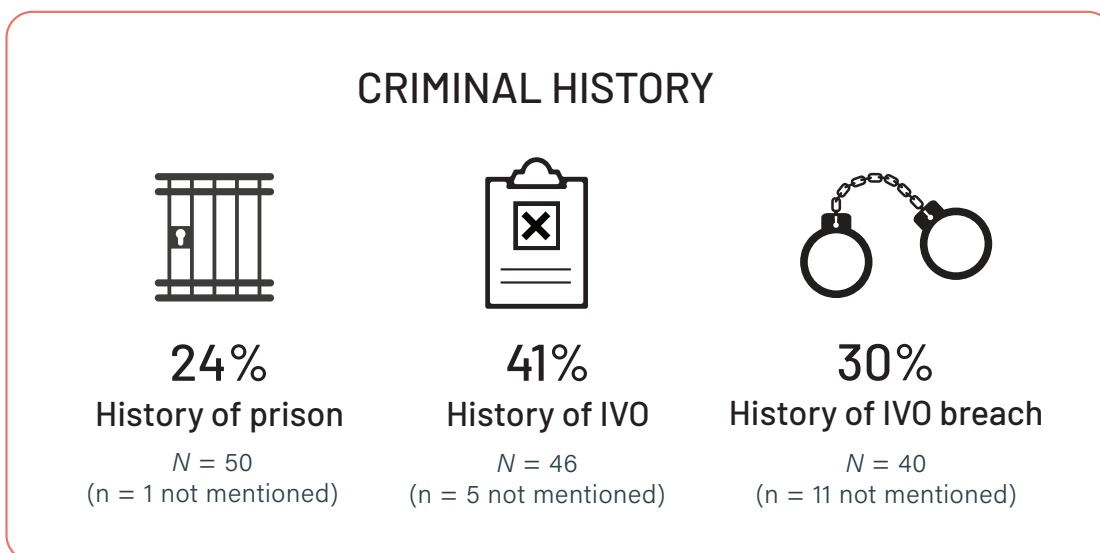 CRIMINAL HISTORY
24%
History of prison
N = 50
(n = 1 not mentioned)
41%
History of IVO
N = 46
(n = 5 not mentioned)
30%
History of IVO breach
N = 40
(n = 11 not mentioned)